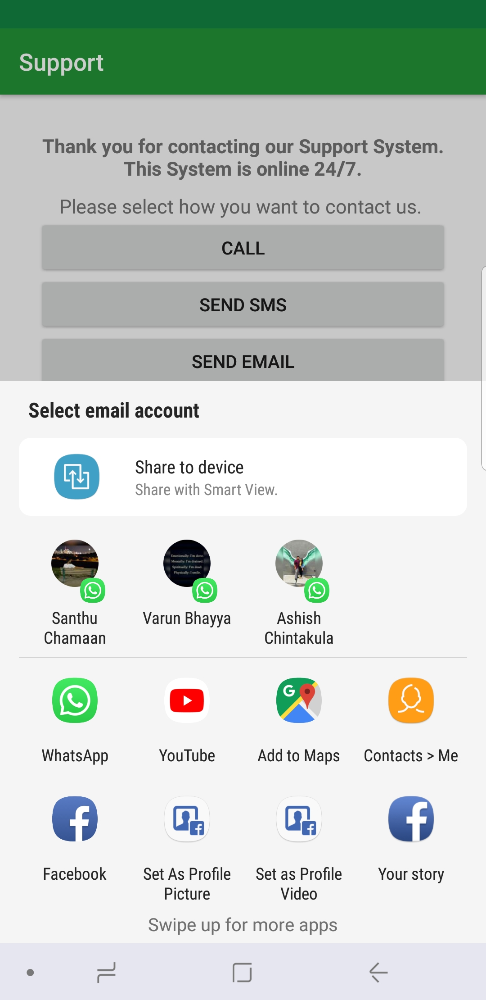 Support
Thank you for contacting our Support System.
This System is online 24/7.
Please select how you want to contact us.
CALL
SEND SMS
SEND EMAIL
Select email account
Share to device
Share with Smart View.
Emotionally: I'm done.
Mentally: I'm drained.
Spiritually: I'm dead.
Physically: I smile.
Santhu
Chamaan
Varun Bhayya
Ashish
Chintakula
G
WhatsApp
YouTube
Add to Maps
Contacts > Me
Facebook
Set As Profile
Picture
Set as Profile
Video
Your story
Swipe up for more apps